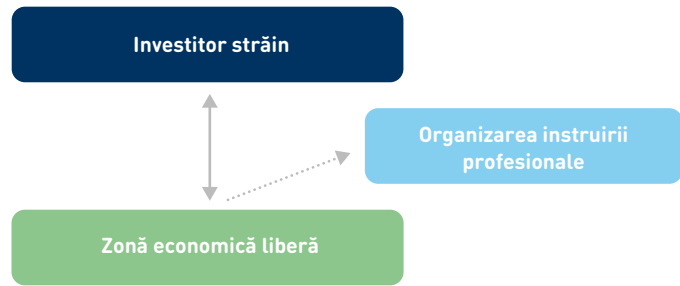 Investitor străin
Organizarea instruirii
profesionale
Zonă economică liberă